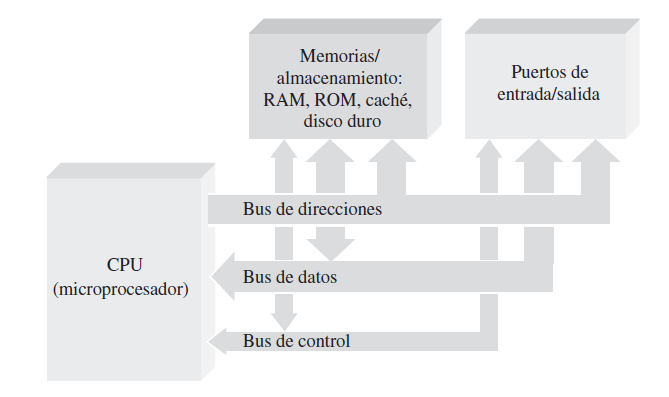 Memorias/
almacenamiento:
RAM, ROM, caché,
disco duro
Puertos de
entrada/salida
CPU
(microprocesador)
Bus de direcciones
Bus de datos
Bus de control